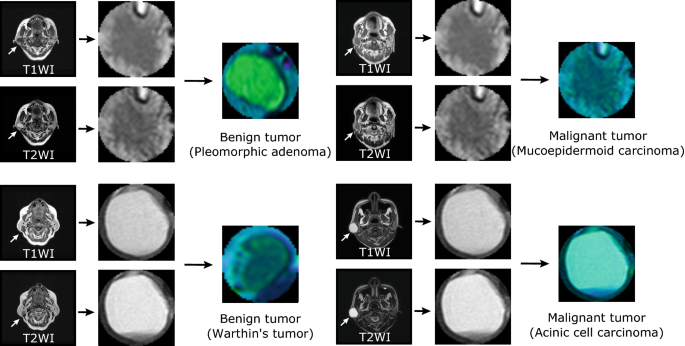 T1WI
T2WI
Benign tumor
(Pleomorphic adenoma)
T1WI
T2WI
Malignant tumor
(Mucoepidermoid carcinoma)
T1WI
T2WI
Benign tumor
(Warthin's tumor)
T1WI
T2WI
Malignant tumor
(Acinic cell carcinoma)